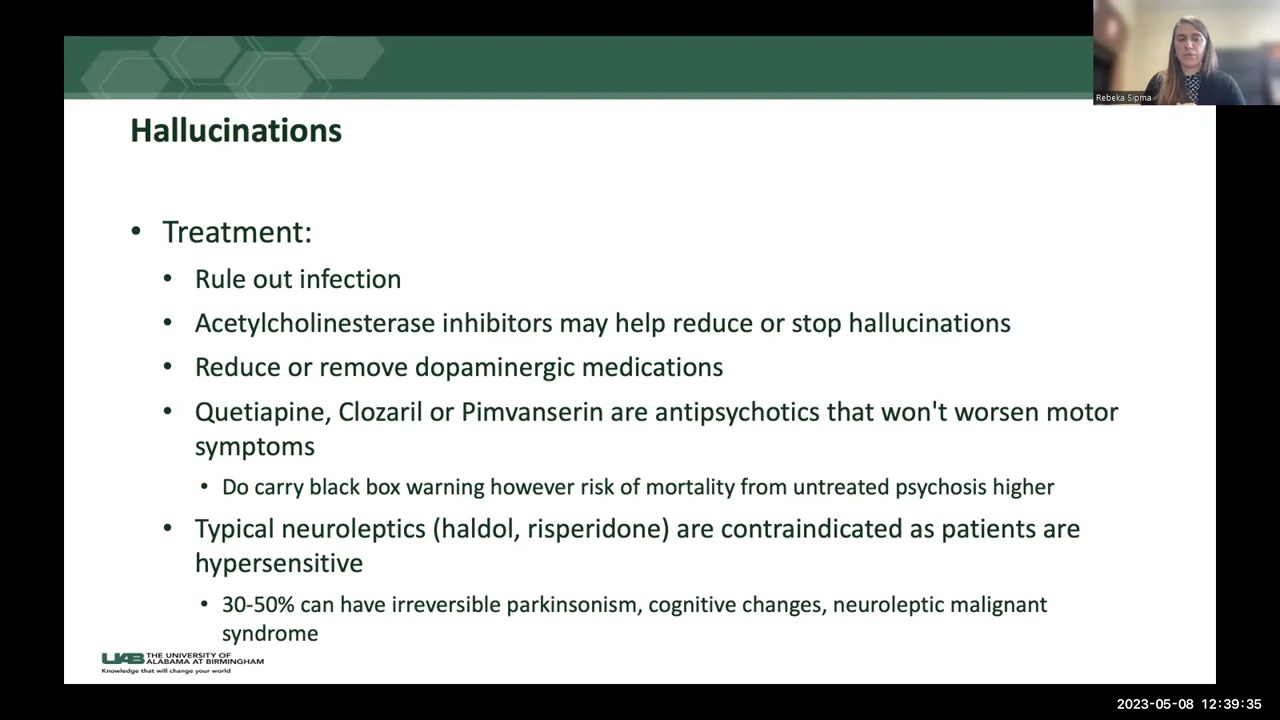 Rebeka Sipma
Hallucinations
• Treatment:
• Rule out infection
• Acetylcholinesterase inhibitors may help reduce or stop hallucinations
• Reduce or remove dopaminergic medications
• Quetiapine, Clozaril or Pimvanserin are antipsychotics that won't worsen motor
symptoms
• Do carry black box warning however risk of mortality from untreated psychosis higher
• Typical neuroleptics (haldol, risperidone) are contraindicated as patients are
hypersensitive
• 30-50% can have irreversible parkinsonism, cognitive changes, neuroleptic malignant
syndrome
UAB THE UNIVERSITY OF
ALABAMA AT BIRMINGHAM
Knowledge that will change your world
2023-05-08 12:39:35